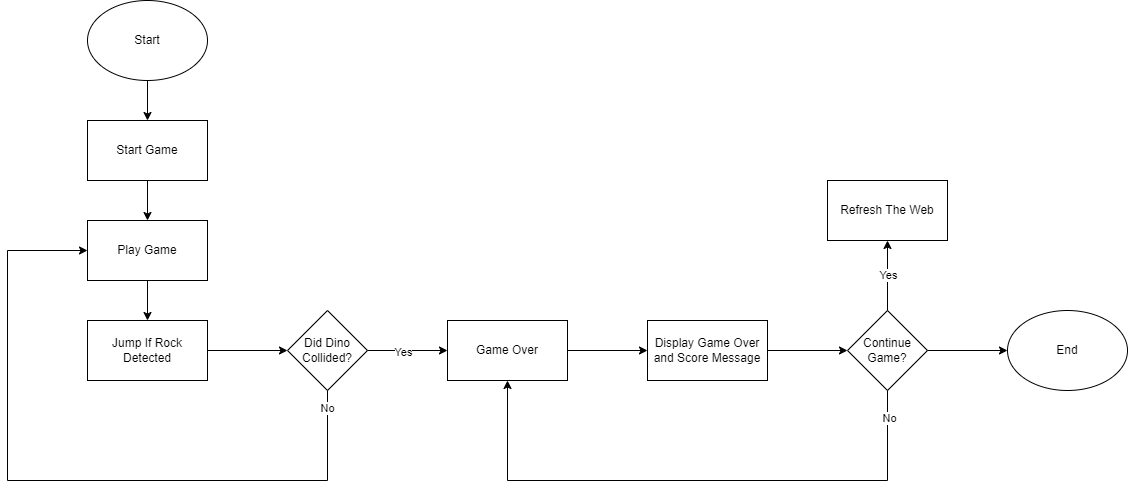 Start
Start Game
Play Game
Jump If Rock
Detected
Did Dino
Collided?
Yes
No
Game Over
Display Game Over
and Score Message
Continue
Game?
Yes
Refresh The Web
No
End